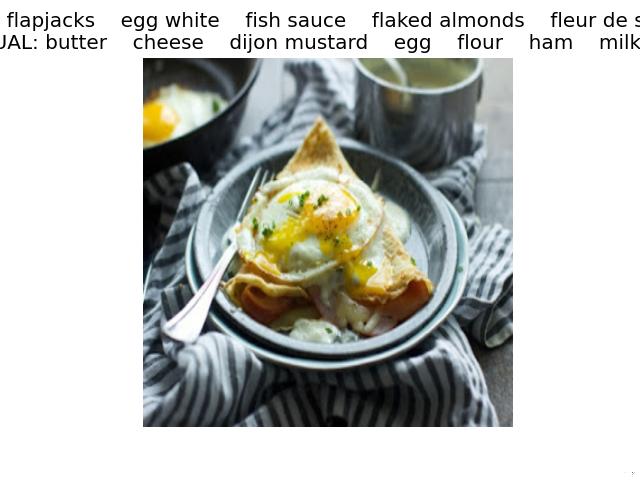 flapjacks egg white fish sauce flaked almonds fleur de s
UAL: butter cheese dijon mustard egg flour ham milk